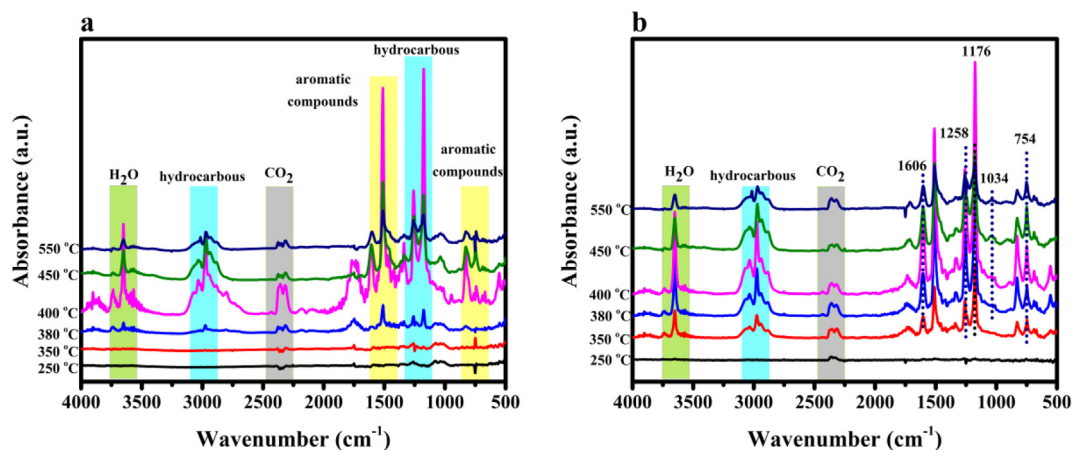 a
hydrocarbous
aromatic
compounds
aromatic
compounds
H2O
hydrocarbous
CO2
550 °C
450 °C
400 °C
380 °C
350 °C
250 °C
Absorbance (a.u.)
4000 3500 3000 2500 2000 1500 1000 500
Wavenumber (cm-1)
b
1176
1258
754
1606
1034
H2O
hydrocarbous
CO2
550 °C
450 °C
400 °C
380 °C
350 °C
250 °C
Absorbance (a.u.)
4000 3500 3000 2500 2000 1500 1000 500
Wavenumber (cm-1)